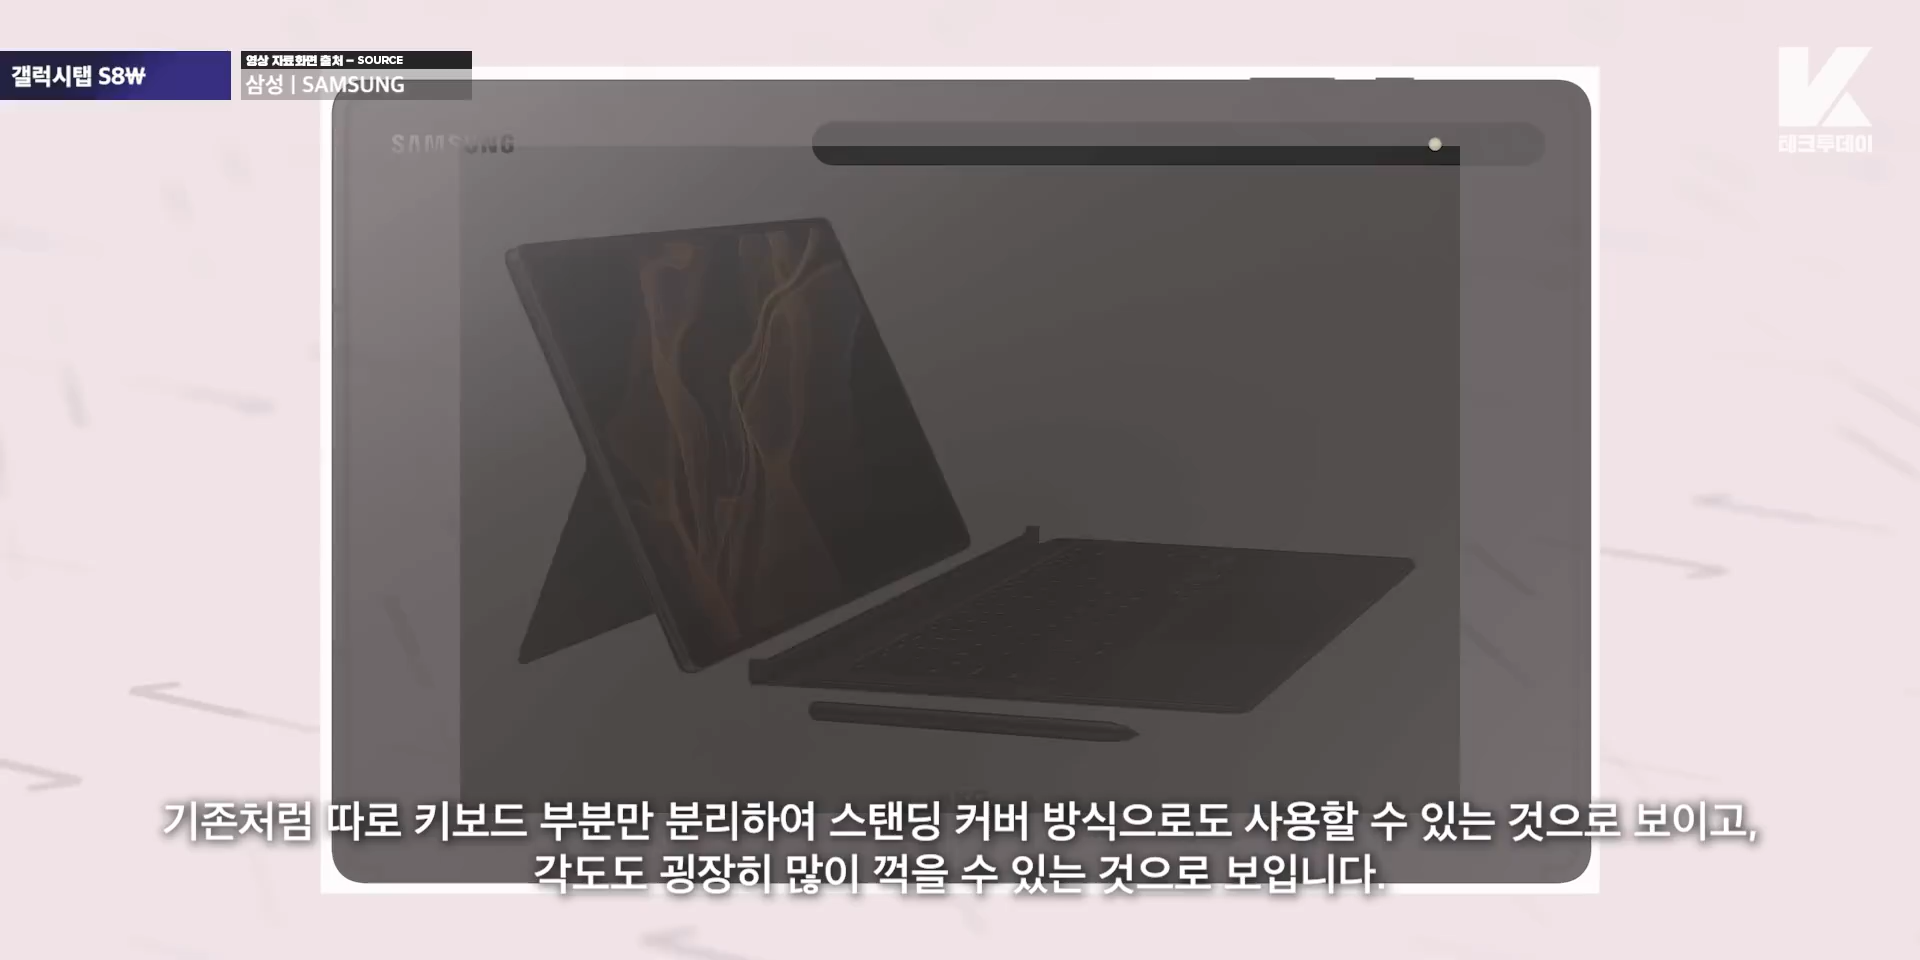 갤럭시탭 S8₩
영상 자료화면 출처 – SOURCE
삼성 | SAMSUNG
테크투데이
SAMSUNG
기존처럼 따로 키보드 부분만 분리하여 스탠딩 커버 방식으로도 사용할 수 있는 것으로 보이고,
각도도 굉장히 많이 꺾을 수 있는 것으로 보입니다.